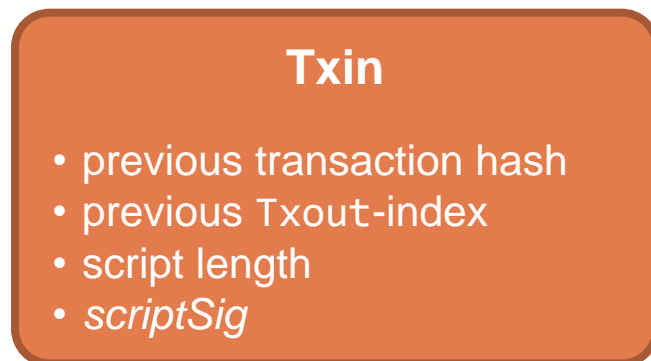 Txin
• previous transaction hash
• previous Txout-index
• script length
• scriptSig